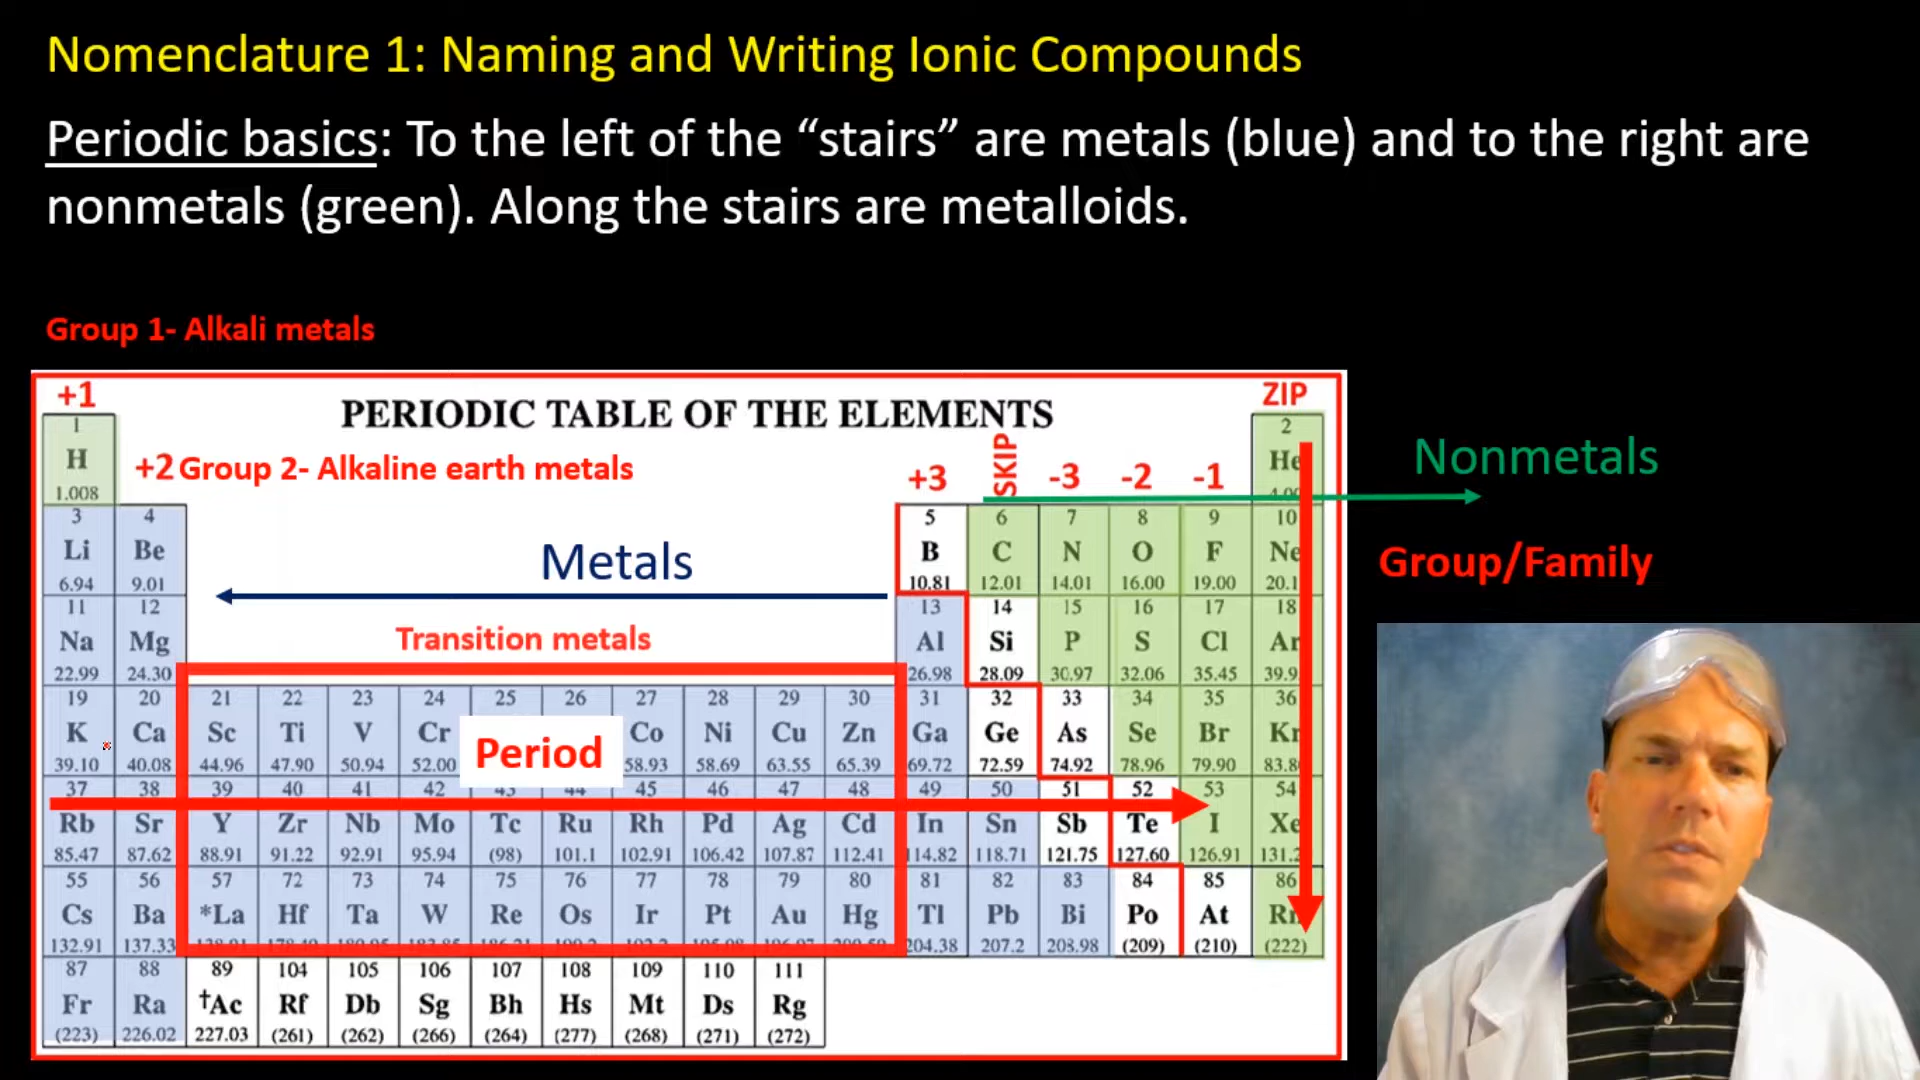 Nomenclature 1: Naming and Writing Ionic Compounds
Periodic basics: To the left of the “stairs” are metals (blue) and to the right are
nonmetals (green). Along the stairs are metalloids.
Group 1- Alkali metals
+1 ZIP
PERIODIC TABLE OF THE ELEMENTS
1 2
H He
1.008
+2 Group 2- Alkaline earth metals
+3 SKIP -3 -2 -1
Nonmetals
3 4 5 6 7 8 9 10
Li Be B C N O F Ne
6.94 9.01 10.81 12.01 14.01 16.00 19.00 20.1
Metals
Group/Family
11 12 13 14 15 16 17 18
Na Mg Al Si P S Cl Ar
22.99 24.30 26.98 28.09 30.97 32.06 35.45 39.9
Transition metals
19 20 21 22 23 24 25 26 27 28 29 30 31 32 33 34 35 36
K Ca Sc Ti V Cr Co Ni Cu Zn Ga Ge As Se Br Kr
39.10 40.08 44.96 47.90 50.94 52.00 58.93 58.69 63.55 65.39 69.72 72.59 74.92 78.96 79.90 83.8
Period
37 38 39 40 41 42 43 44 45 46 47 48 49 50 51 52 53 54
Rb Sr Y Zr Nb Mo Tc Ru Rh Pd Ag Cd In Sn Sb Te I Xe
85.47 87.62 88.91 91.22 92.91 95.94 (98) 101.1 102.91 106.42 107.87 112.41 114.82 118.71 121.75 127.60 126.91 131.2
55 56 57 72 73 74 75 76 77 78 79 80 81 82 83 84 85 86
Cs Ba *La Hf Ta W Re Os Ir Pt Au Hg Tl Pb Bi Po At Rn
132.91 137.33 204.38 207.2 208.98 (209) (210) (222)
87 88 89 104 105 106 107 108 109 110 111
Fr Ra †Ac Rf Db Sg Bh Hs Mt Ds Rg
(223) 226.02 227.03 (261) (262) (266) (264) (277) (268) (271) (272)